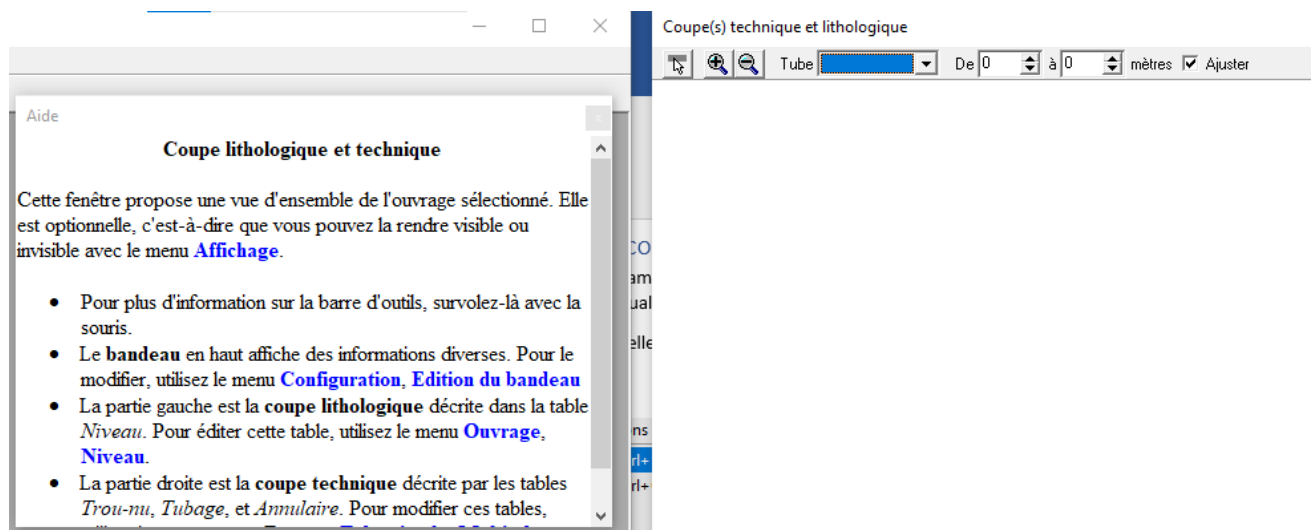 Aide
Coupe lithologique et technique
Cette fenêtre propose une vue d'ensemble de l'ouvrage sélectionné. Elle
est optionnelle, c'est-à-dire que vous pouvez la rendre visible ou
invisible avec le menu Affichage.
• Pour plus d'information sur la barre d'outils, survolez-là avec la
souris.
• Le bandeau en haut affiche des informations diverses. Pour le
modifier, utilisez le menu Configuration, Edition du bandeau
• La partie gauche est la coupe lithologique décrite dans la table
Niveau. Pour éditer cette table, utilisez le menu Ouvrage,
Niveau.
• La partie droite est la coupe technique décrite par les tables
Trou-nu, Tubage, et Annulaire. Pour modifier ces tables,
Coupe(s) technique et lithologique
Tube De 0 à 0 mètres Ajuster